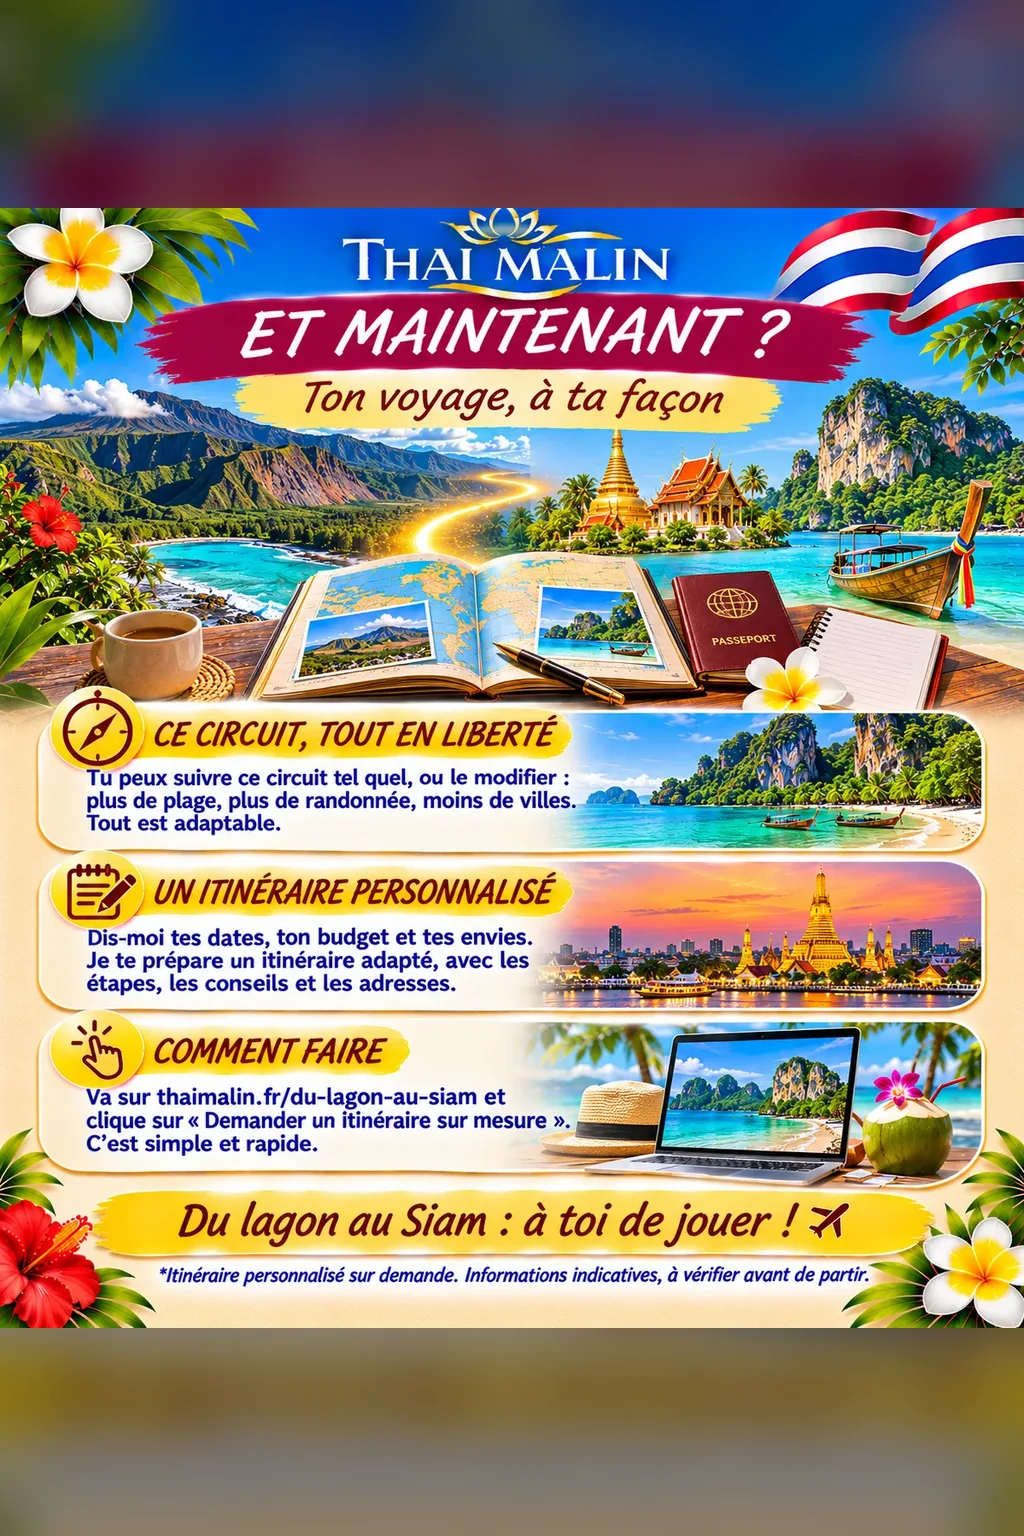 THAI MALIN
ET MAINTENANT ?
Ton voyage, à ta façon
PASSEPORT
CE CIRCUIT, TOUT EN LIBERTÉ
Tu peux suivre ce circuit tel quel, ou le modifier :
plus de plage, plus de randonnée, moins de villes.
Tout est adaptable.
UN ITINÉRAIRE PERSONNALISÉ
Dis-moi tes dates, ton budget et tes envies.
Je te prépare un itinéraire adapté, avec les
étapes, les conseils et les adresses.
COMMENT FAIRE
Va sur thaimalin.fr/du-lagon-au-siam et
clique sur « Demander un itinéraire sur mesure ».
C'est simple et rapide.
Du lagon au Siam : à toi de jouer !
*Itinéraire personnalisé sur demande. Informations indicatives, à vérifier avant de partir.